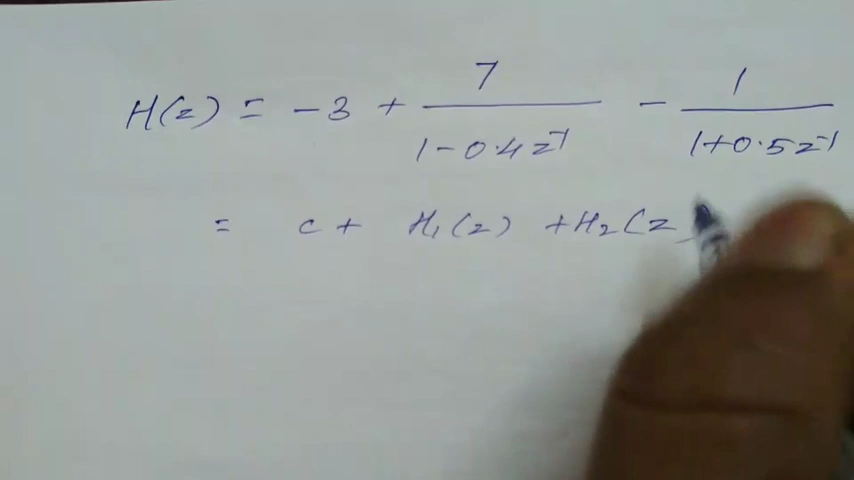 H(z) = -3 + 7/(1-0.4z⁻¹) - 1/(1+0.5z⁻¹)
= c + H₁(z) + H₂(z